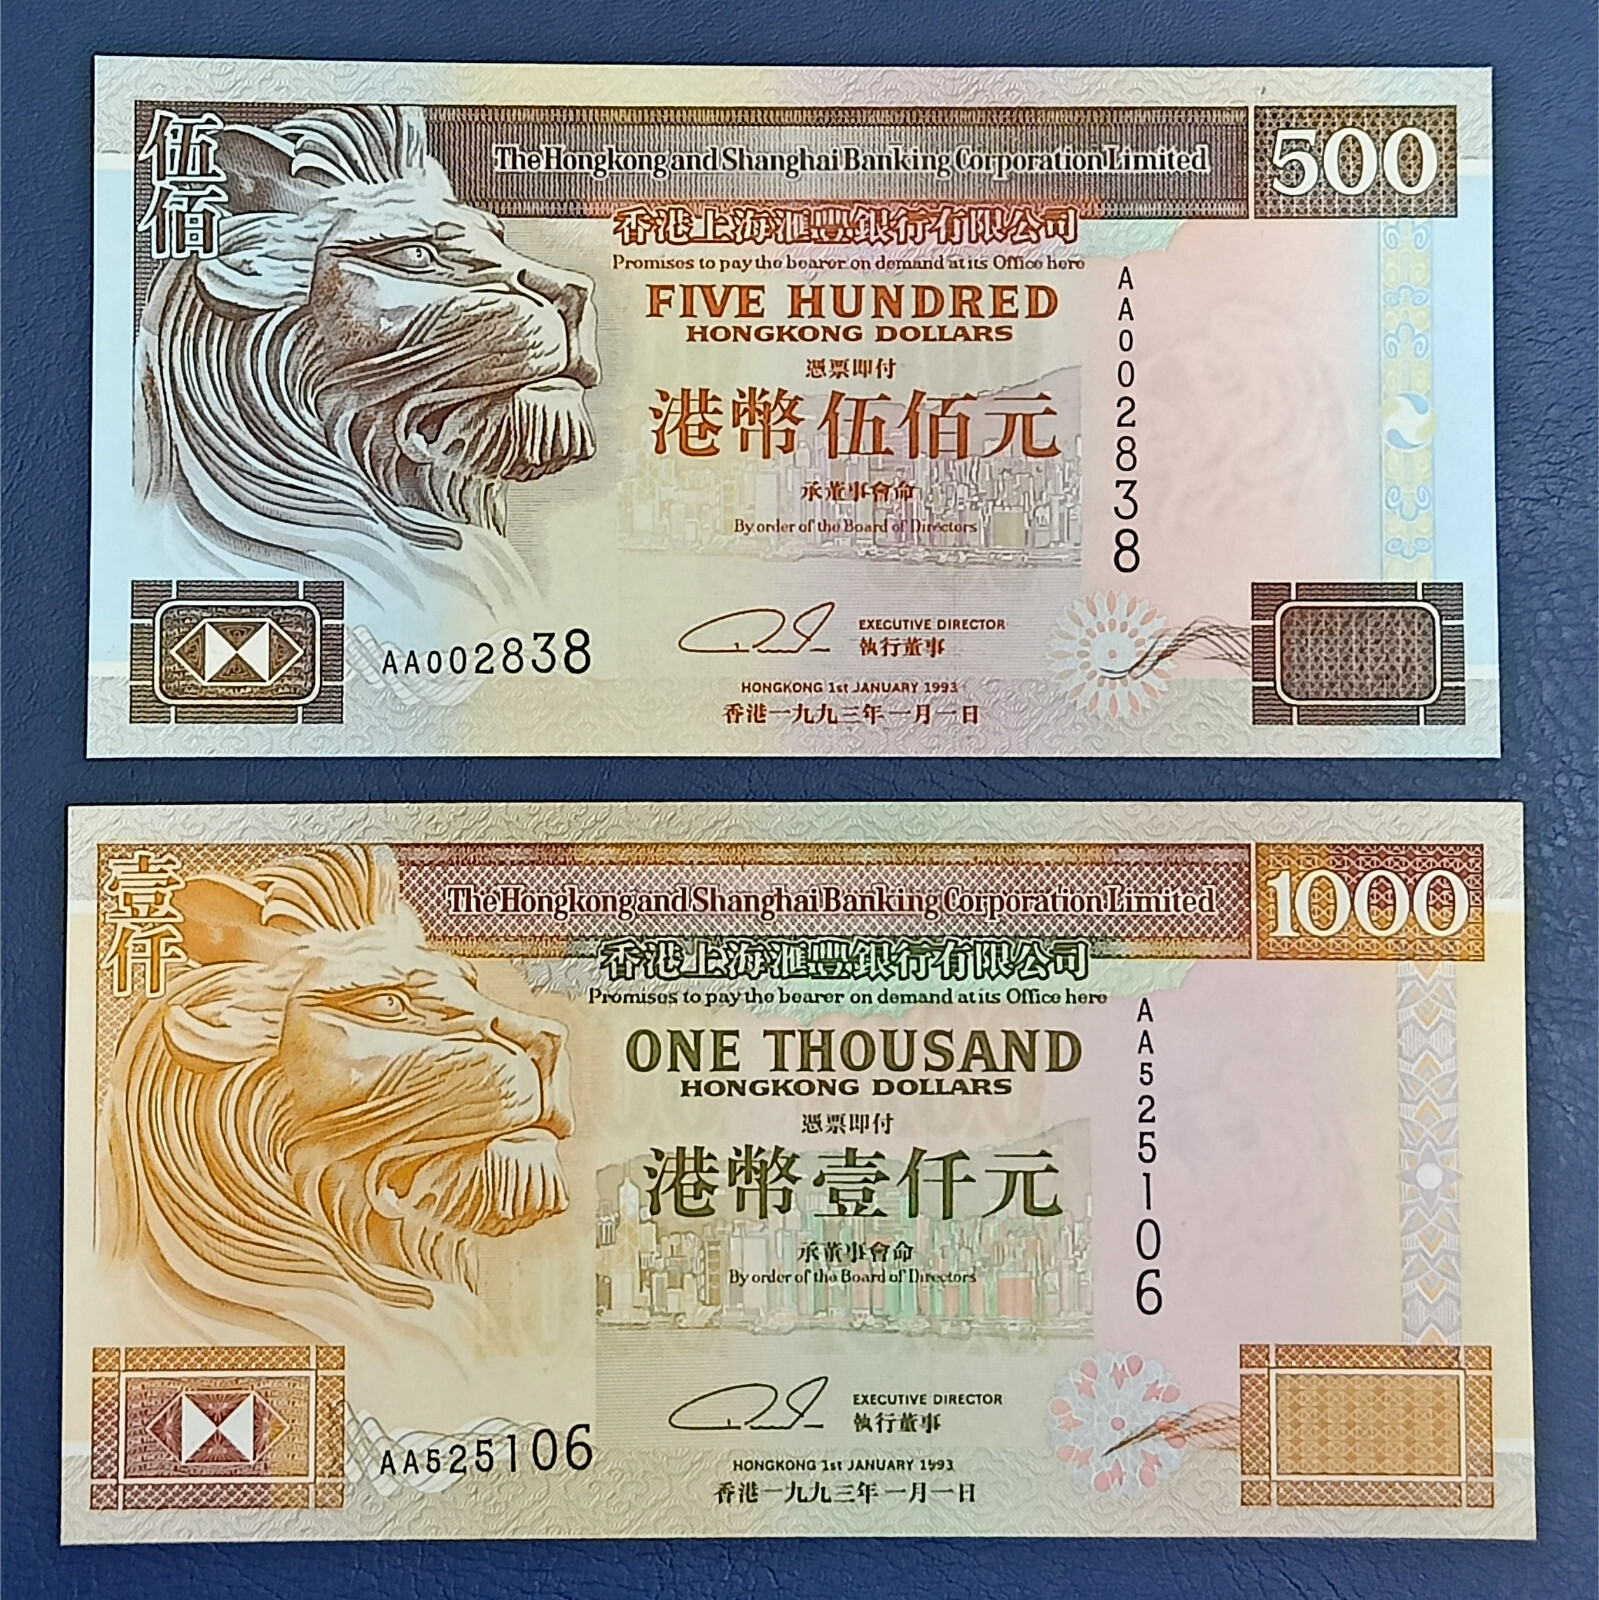 伍佰
The Hongkong and Shanghai Banking Corporation Limited
500
香港上海滙豐銀行有限公司
Promises to pay the bearer on demand at its Office here
FIVE HUNDRED
HONGKONG DOLLARS
憑票即付
港幣伍佰元
承董事會命
By order of the Board of Directors
AA002838
EXECUTIVE DIRECTOR
執行董事
AA002838
HONGKONG 1st JANUARY 1993
香港一九九三年一月一日
壹仟
The Hongkong and Shanghai Banking Corporation Limited
1000
香港上海滙豐銀行有限公司
Promises to pay the bearer on demand at its Office here
ONE THOUSAND
HONGKONG DOLLARS
憑票即付
港幣壹仟元
承董事會命
By order of the Board of Directors
AA525106
EXECUTIVE DIRECTOR
執行董事
AA525106
HONGKONG 1st JANUARY 1993
香港一九九三年一月一日